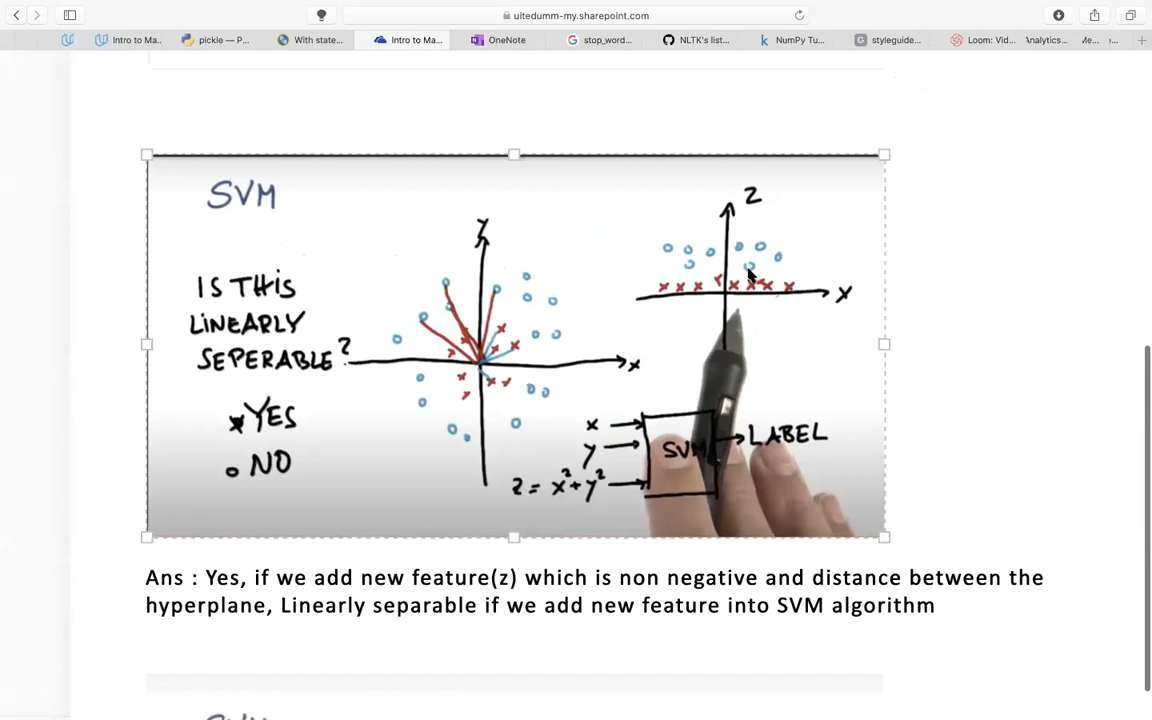 uitedumm-my.sharepoint.com
Intro to Ma...
pickle — P...
With state...
Intro to Ma...
OneNote
stop_word...
NLTK's list...
NumPy Tu...
styleguide...
Loom: Vid...
Analytics...
Me...
SVM
IS THIS
LINEARLY
SEPERABLE?
YES
NO
y
x
Z
X
x
y
z = x²+y²
SVM
LABEL
Ans : Yes, if we add new feature(z) which is non negative and distance between the
hyperplane, Linearly separable if we add new feature into SVM algorithm